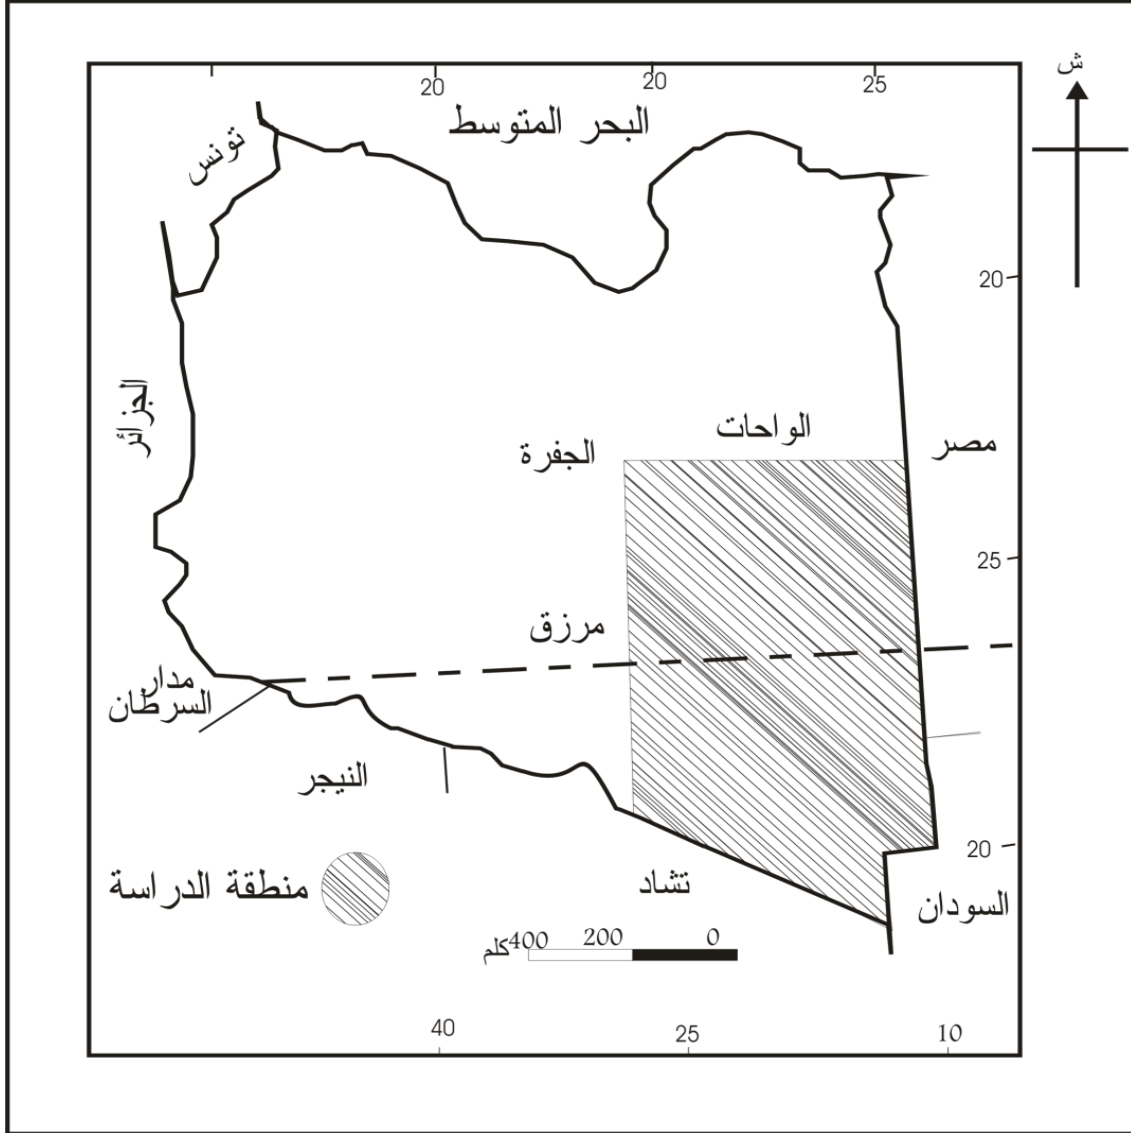 ش
20
20
25
البحر المتوسط
تونس
20
الجزائر
الواحات
الجفرة
مصر
25
مرزق
مدار
السرطان
النيجر
20
منطقة الدراسة
تشاد
السودان
0 200 400 كلم
40
25
10